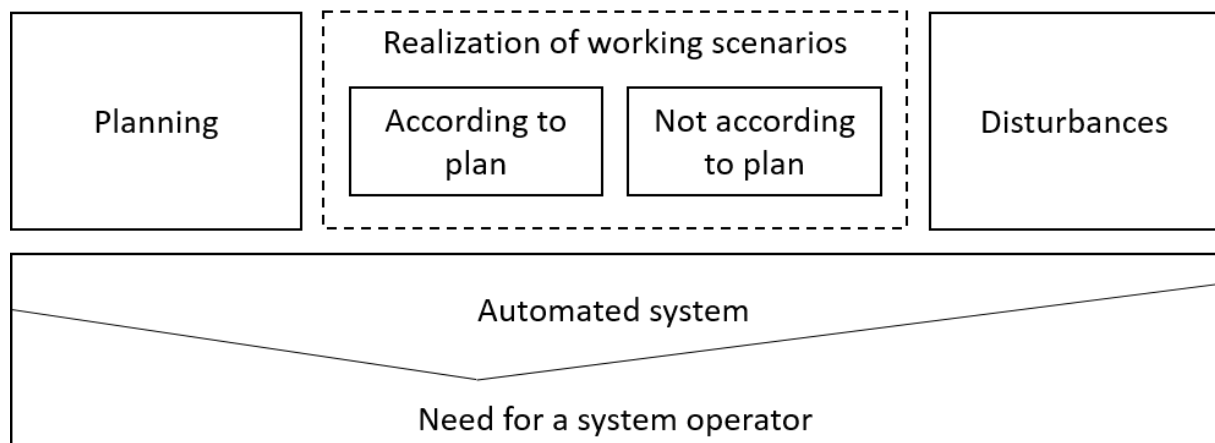 Planning
Realization of working scenarios
According to
plan
Not according
to plan
Disturbances
Automated system
Need for a system operator